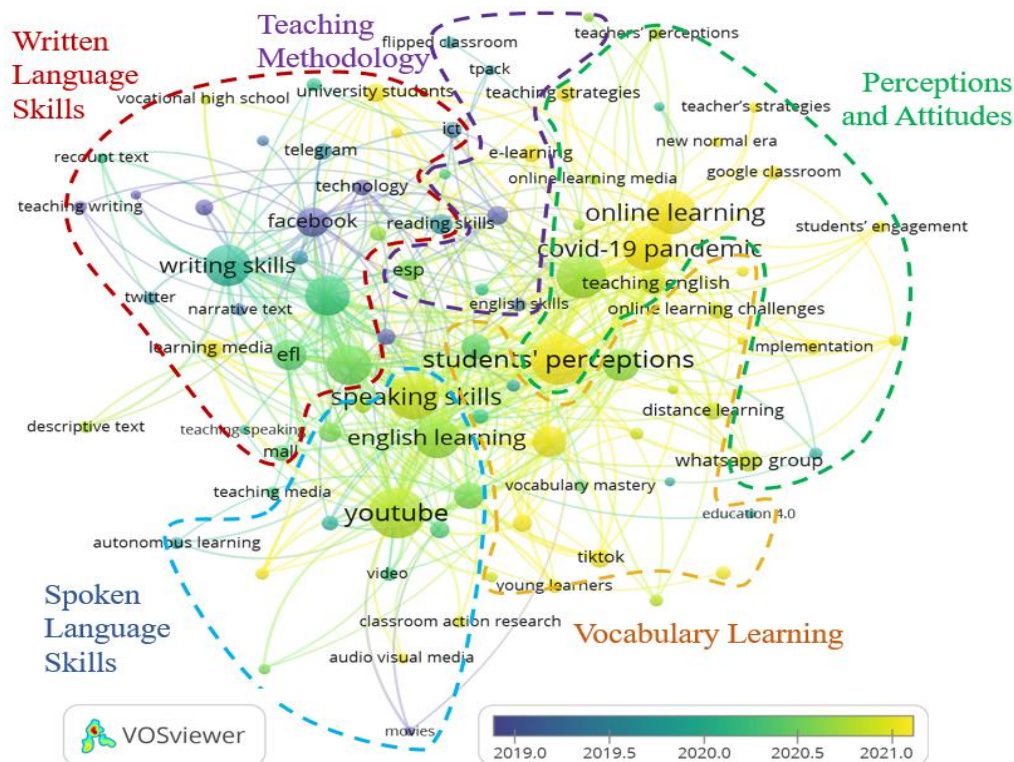 Written
Language
Skills
Teaching
Methodology
Perceptions
and Attitudes
flipped classroom
teachers' perceptions
tpack
vocational high school
university students
teaching strategies
teacher's strategies
ict
new normal era
recount text
telegram
e-learning
google classroom
online learning media
technology
teaching writing
facebook
reading skills
online learning
students' engagement
covid-19 pandemic
writing skills
esp
teaching english
twitter
narrative text
english skills
online learning challenges
learning media
efl
students' perceptions
implementation
speaking skills
distance learning
descriptive text
teaching speaking
english learning
mall
whatsapp group
teaching media
vocabulary mastery
youtube
education 4.0
autonomous learning
tiktok
video
young learners
Spoken
Language
Skills
classroom action research
Vocabulary Learning
audio visual media
movies
VOSviewer
2019.0 2019.5 2020.0 2020.5 2021.0